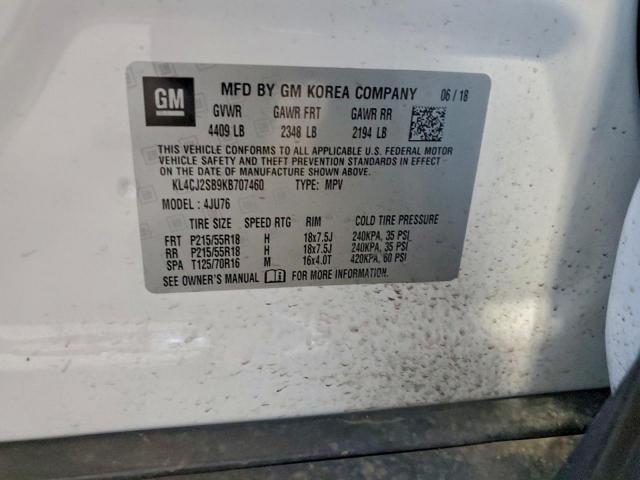 GM
MFD BY GM KOREA COMPANY 06/18
GVWR GAWR FRT GAWR RR
4409 LB 2348 LB 2194 LB
THIS VEHICLE CONFORMS TO ALL APPLICABLE U.S. FEDERAL MOTOR
VEHICLE SAFETY AND THEFT PREVENTION STANDARDS IN EFFECT
ON THE DATE OF MANUFACTURE SHOWN ABOVE.
KL4CJ2SB9KB707460 TYPE: MPV
MODEL: 4JU76
TIRE SIZE SPEED RTG RIM COLD TIRE PRESSURE
FRT P215/55R18 H 18x7.5J 240KPA, 35 PSI
RR P215/55R18 H 18x7.5J 240KPA, 35 PSI
SPA T125/70R16 M 16x4.0T 420KPA, 60 PSI
SEE OWNER'S MANUAL FOR MORE INFORMATION.